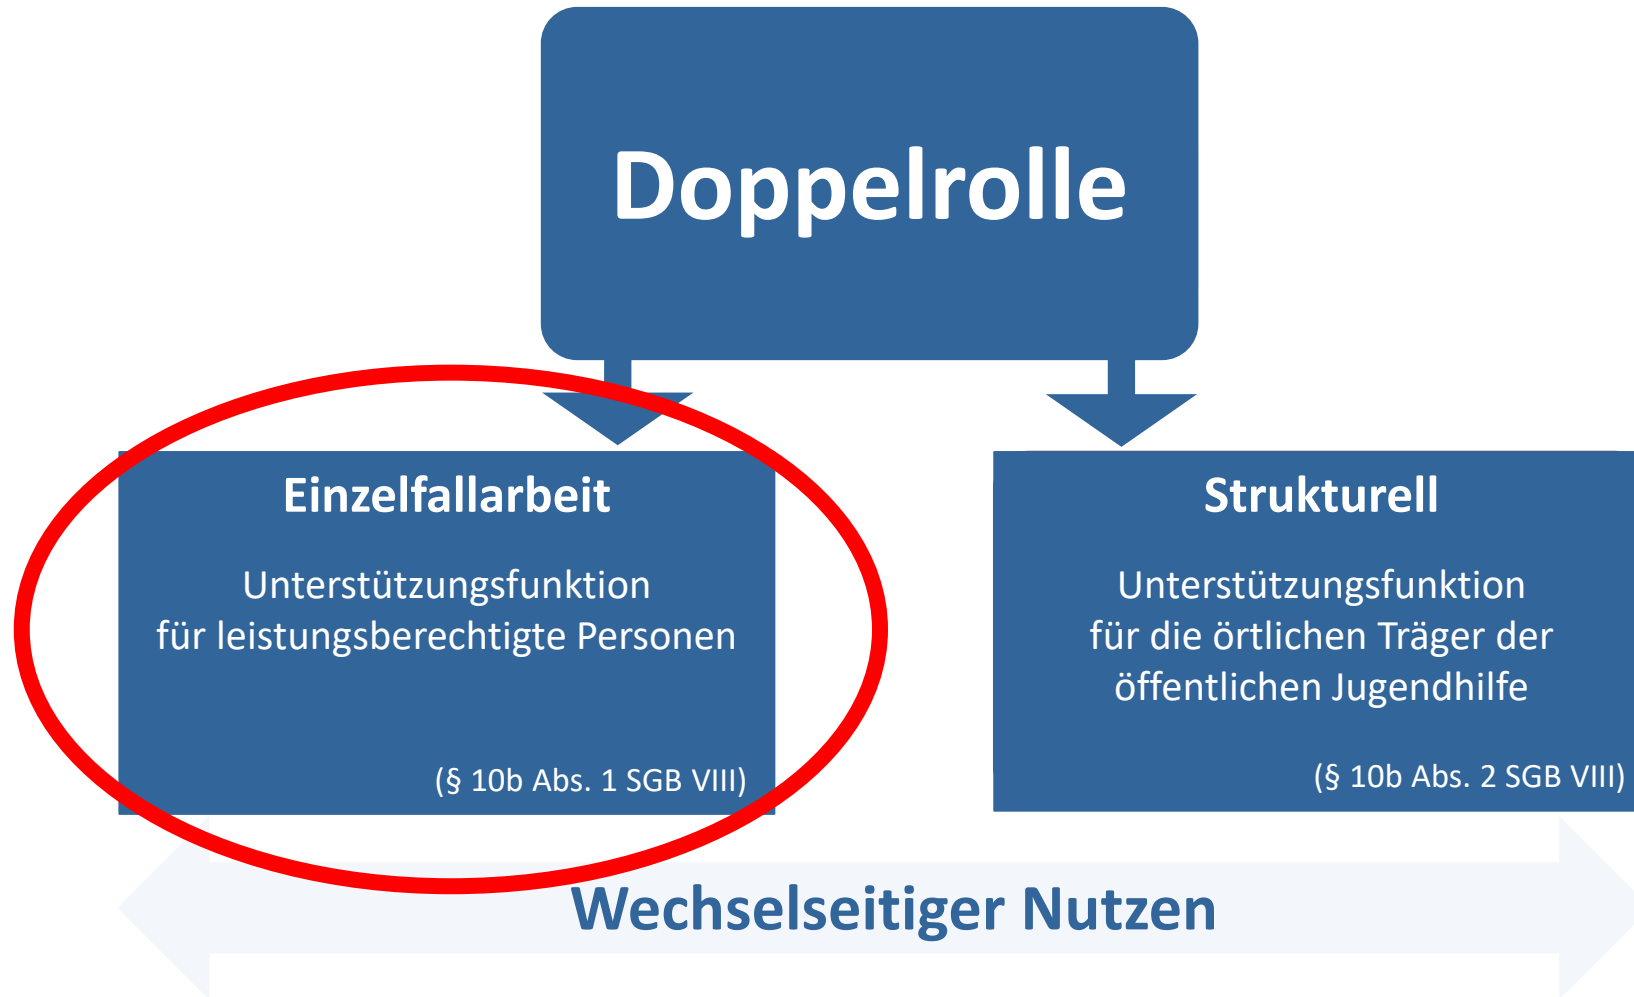 Doppelrolle
Einzelfallarbeit
Unterstützungsfunktion
für leistungsberechtigte Personen
(§ 10b Abs. 1 SGB VIII)
Strukturell
Unterstützungsfunktion
für die örtlichen Träger der
öffentlichen Jugendhilfe
(§ 10b Abs. 2 SGB VIII)
Wechselseitiger Nutzen